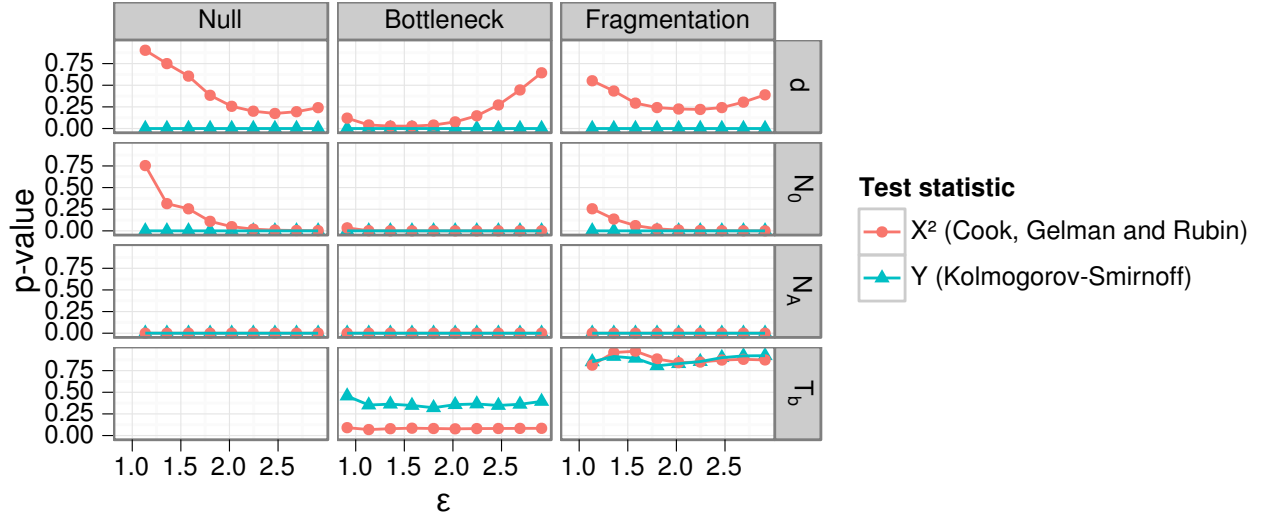 Null Bottleneck Fragmentation
0.75
0.50
0.25
0.00
d
0.75
0.50
0.25
0.00
N0
0.75
0.50
0.25
0.00
NA
0.75
0.50
0.25
0.00
Tb
p-value
1.0 1.5 2.0 2.5 1.0 1.5 2.0 2.5 1.0 1.5 2.0 2.5
ε
Test statistic
X² (Cook, Gelman and Rubin)
Y (Kolmogorov-Smirnoff)